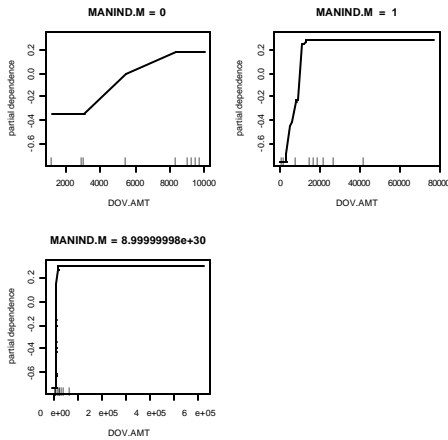 MANIND.M = 0
partial dependence
0.2
0.0
-0.2
-0.4
-0.6
2000 4000 6000 8000 10000
DOV.AMT
MANIND.M = 1
partial dependence
0.2
0.0
-0.2
-0.4
-0.6
0 20000 40000 60000 80000
DOV.AMT
MANIND.M = 8.99999998e+30
partial dependence
0.2
0.0
-0.2
-0.4
-0.6
0 e+00 2 e+05 4 e+05 6 e+05
DOV.AMT